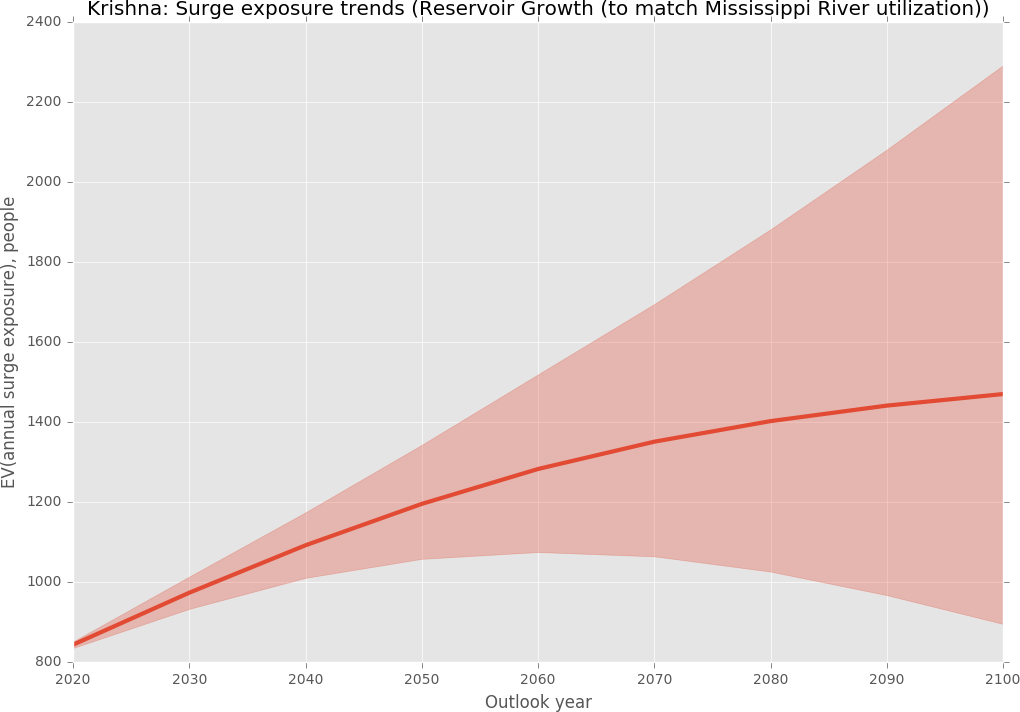 Krishna: Surge exposure trends (Reservoir Growth (to match Mississippi River utilization))
EV(annual surge exposure), people
2400
2200
2000
1800
1600
1400
1200
1000
800
2020 2030 2040 2050 2060 2070 2080 2090 2100
Outlook year